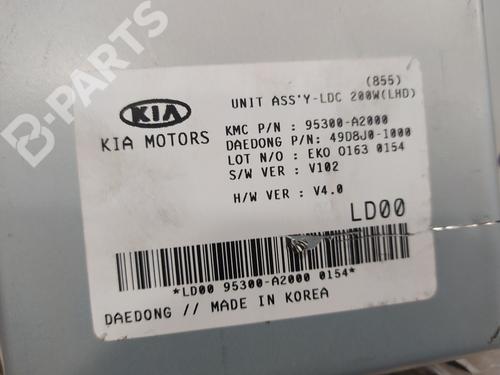 (855)
UNIT ASS'Y-LDC 200W(LHD)
KIA
KIA MOTORS
KMC P/N : 95300-A2000
DAEDONG P/N: 49D8J0-1000
LOT N/O : EKO 0163 0154
S/W VER : V102
H/W VER : V4.0
LD00
*LD00 95300-A2000 0154*
DAEDONG // MADE IN KOREA
B-PARTS
B-PARTS